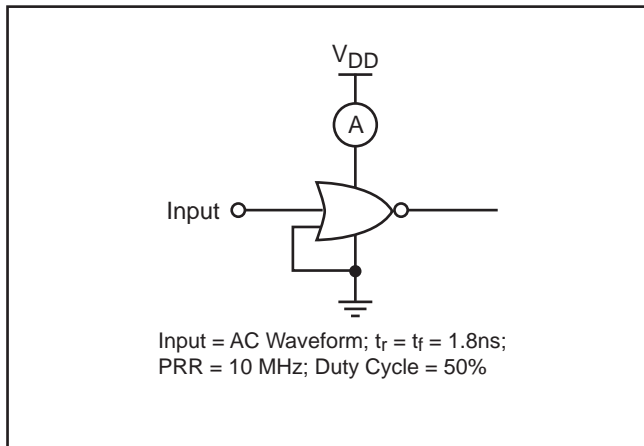 VDD
A
Input
Input = AC Waveform; tr = tf = 1.8ns;
PRR = 10 MHz; Duty Cycle = 50%